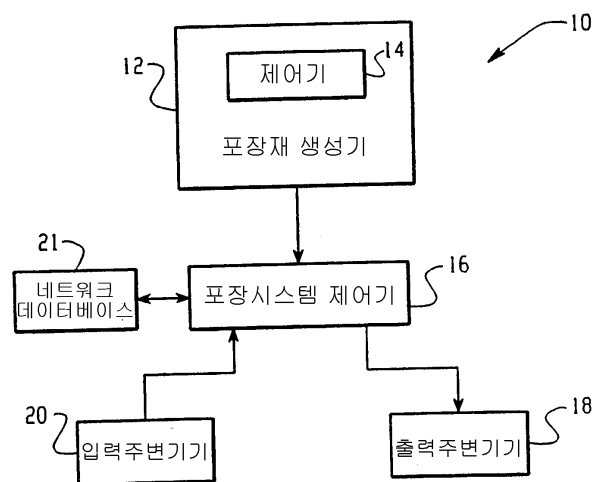 10
12
제어기
14
포장재 생성기
21
네트워크
데이터베이스
포장시스템 제어기
16
20
입력주변기기
출력주변기기
18